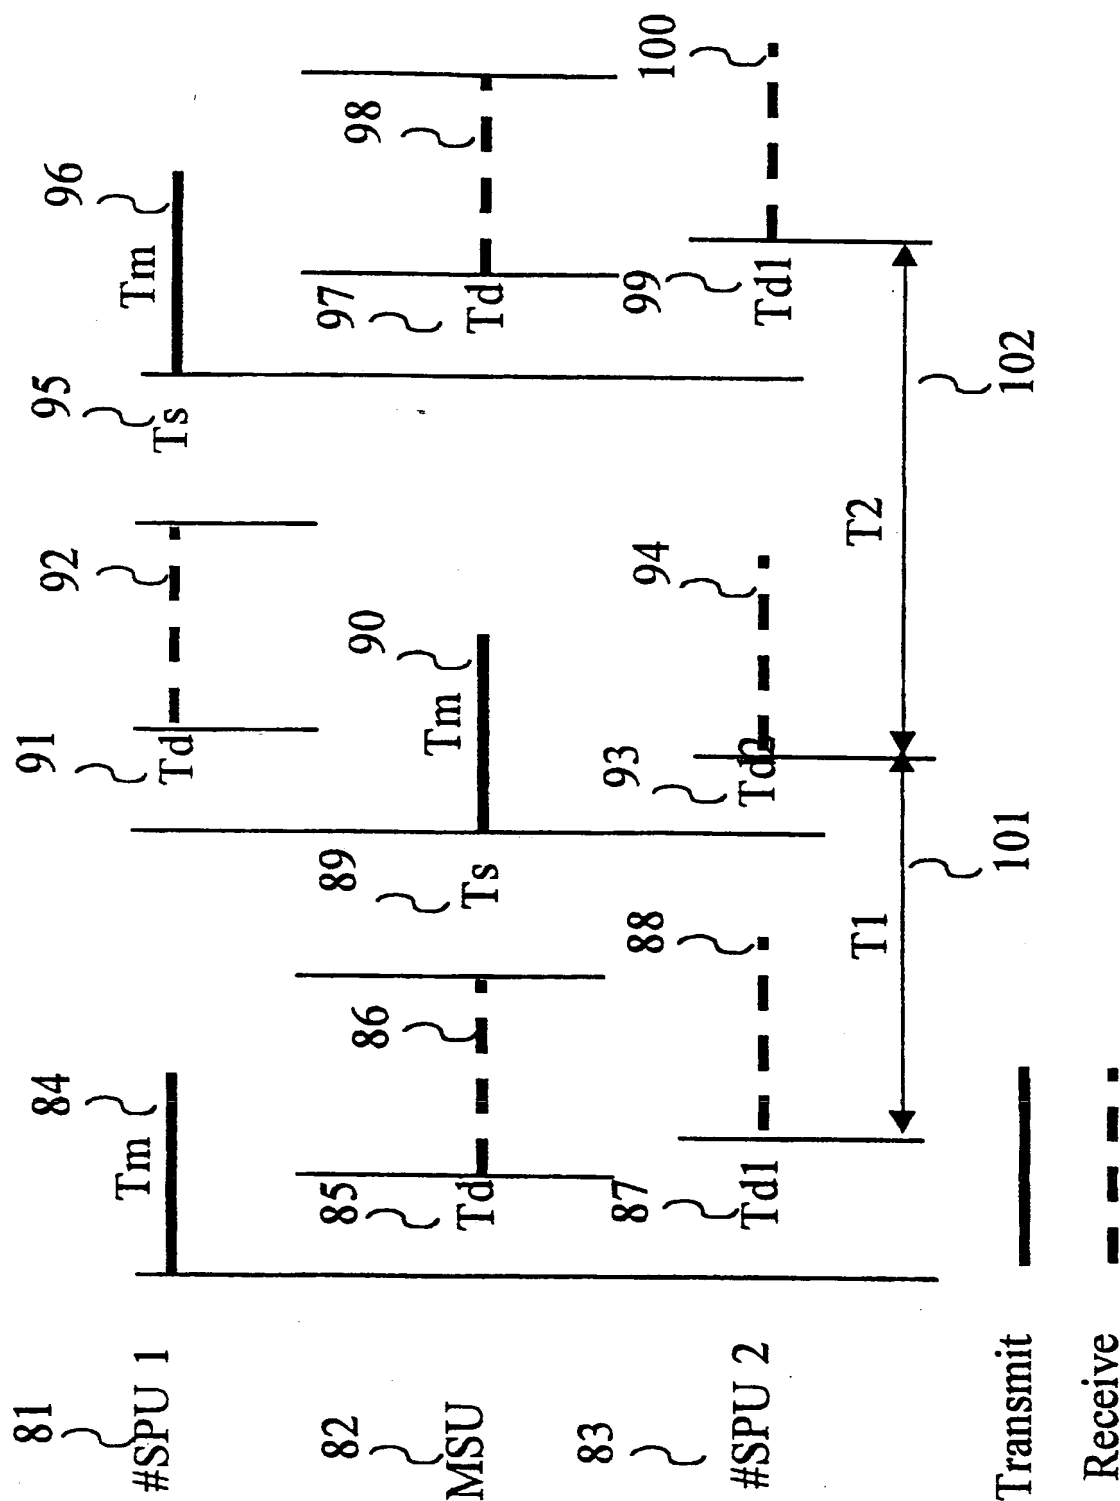 81
#SPU 1
84
Tm
91
Td
92
95
Ts
96
Tm
82
MSU
85
Td
86
89
Ts
90
Tm
97
Td
98
83
#SPU 2
87
Td1
88
93
Td2
94
99
Td1
100
T1
101
T2
102
Transmit
Receive